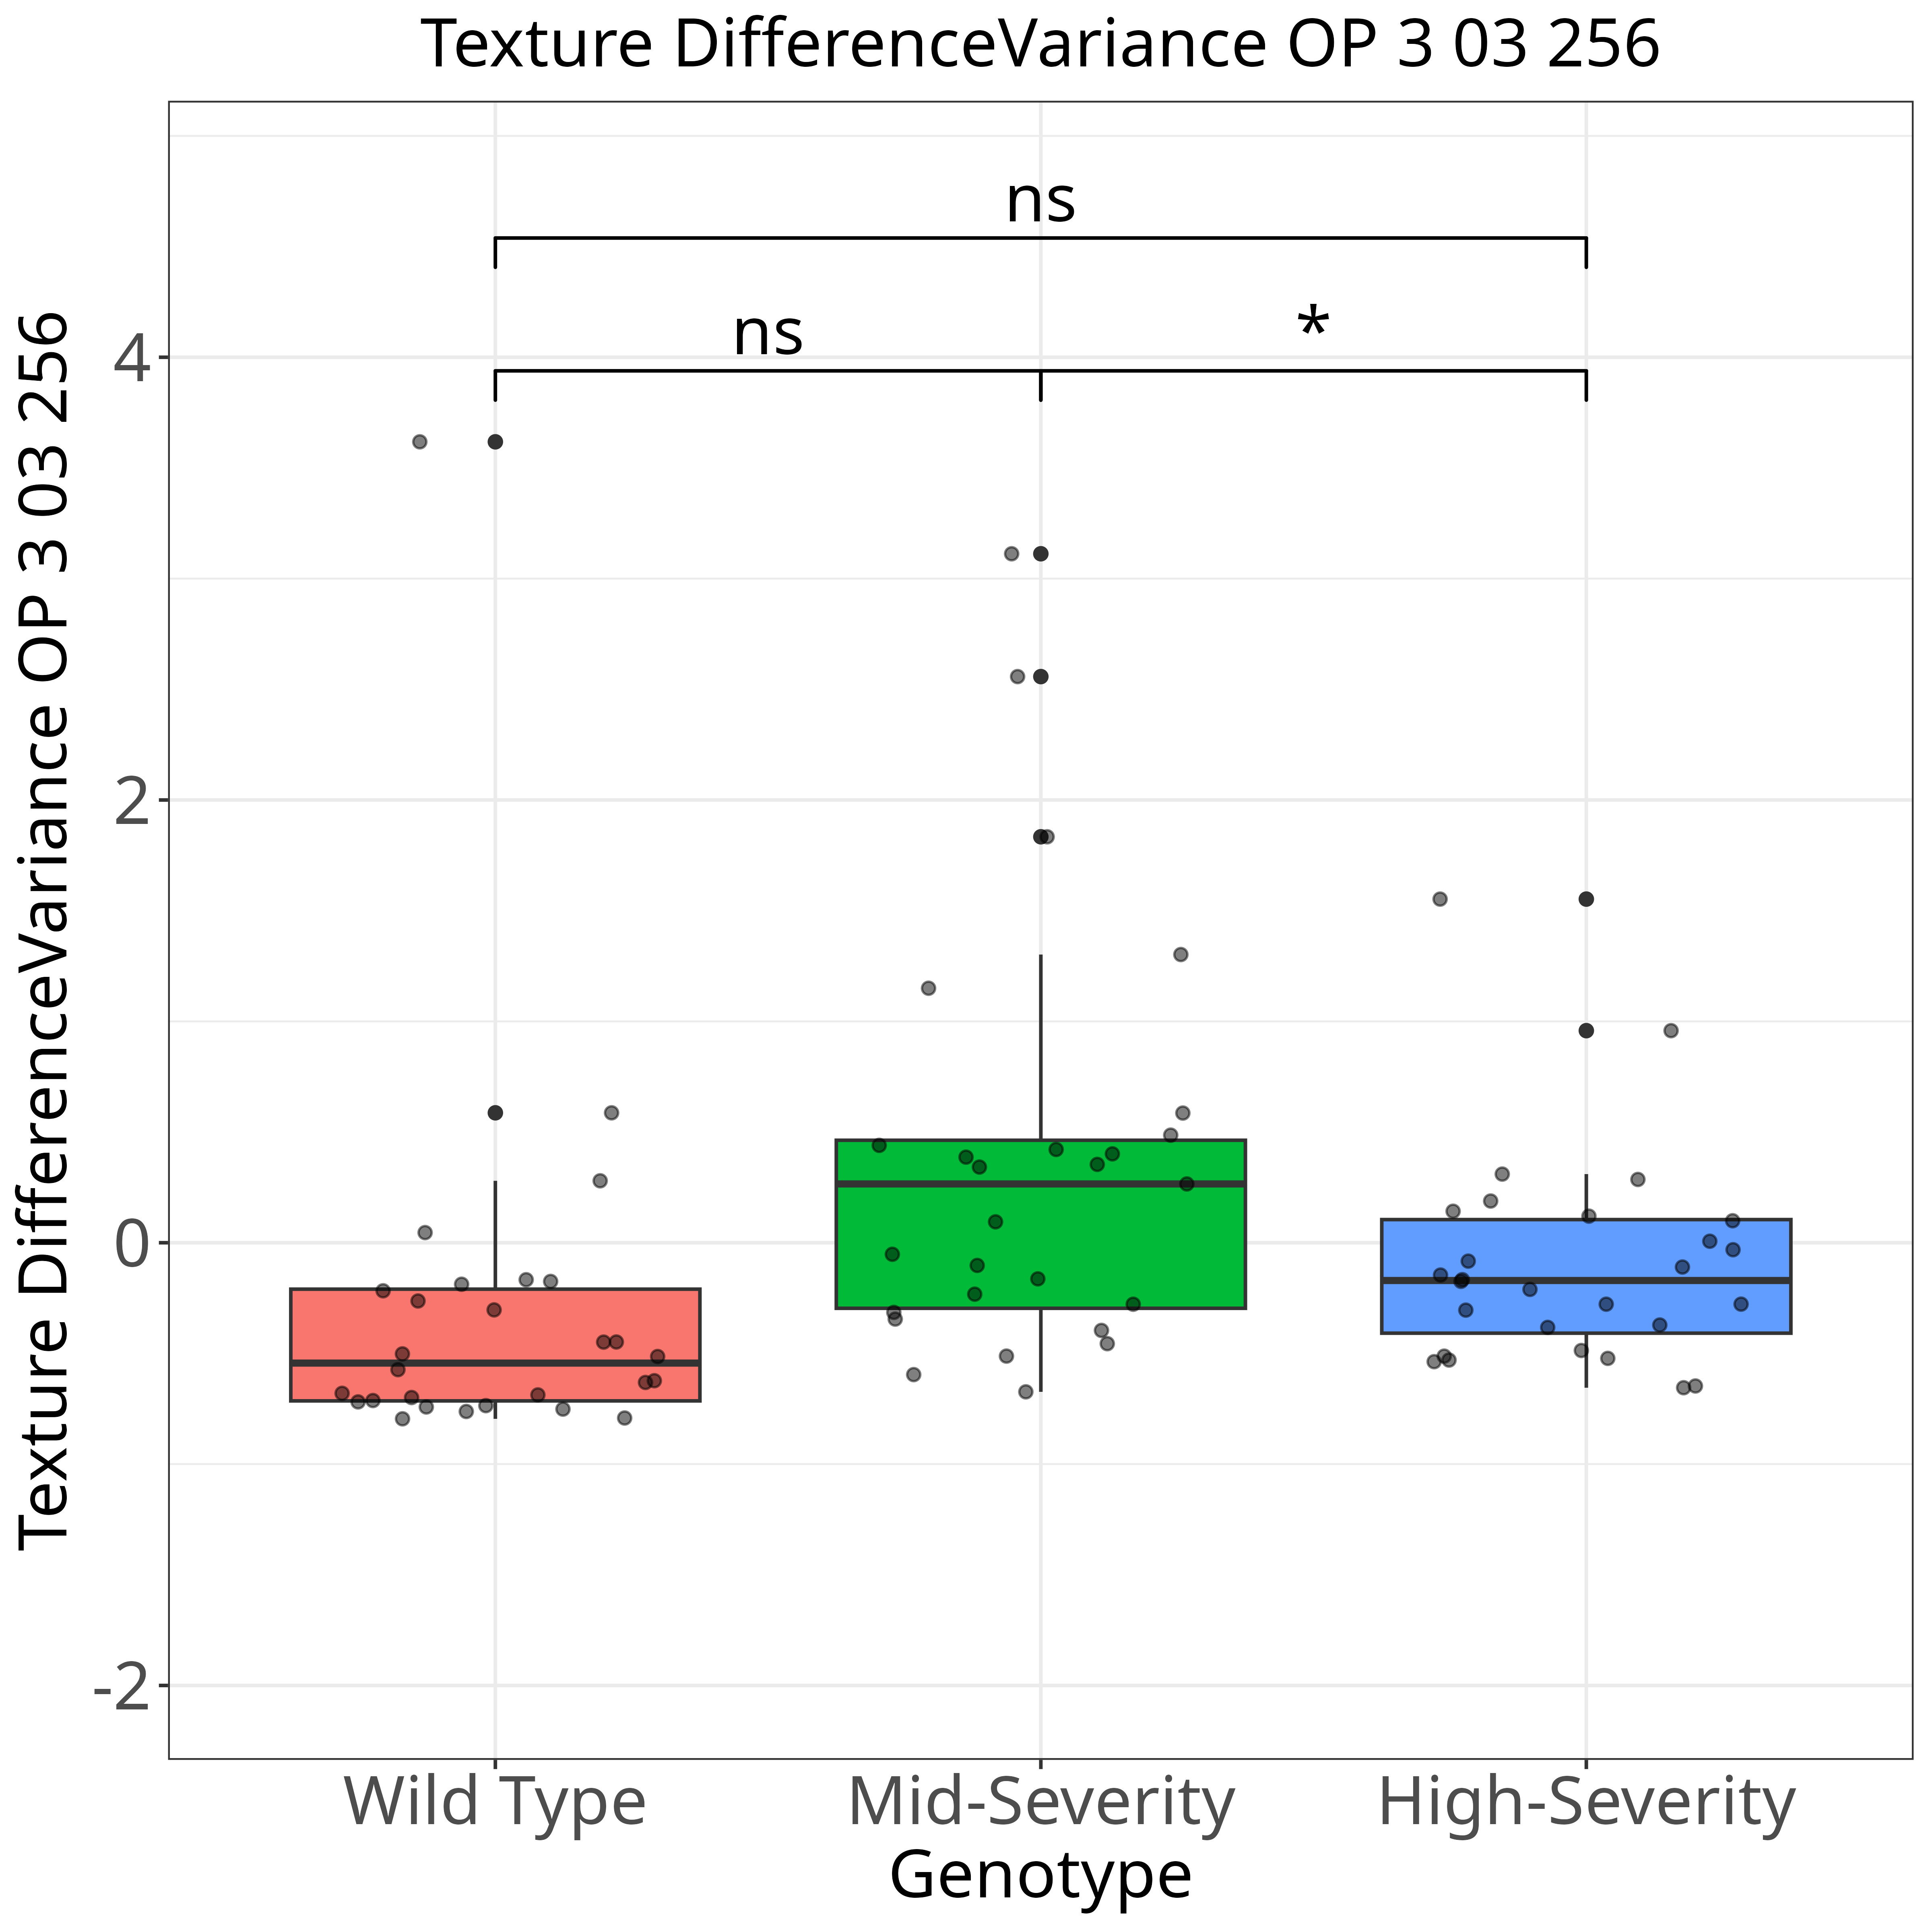 Texture DifferenceVariance OP 3 03 256
Texture DifferenceVariance OP 3 03 256
ns
ns
*
4
2
0
-2
Wild Type
Mid-Severity
High-Severity
Genotype